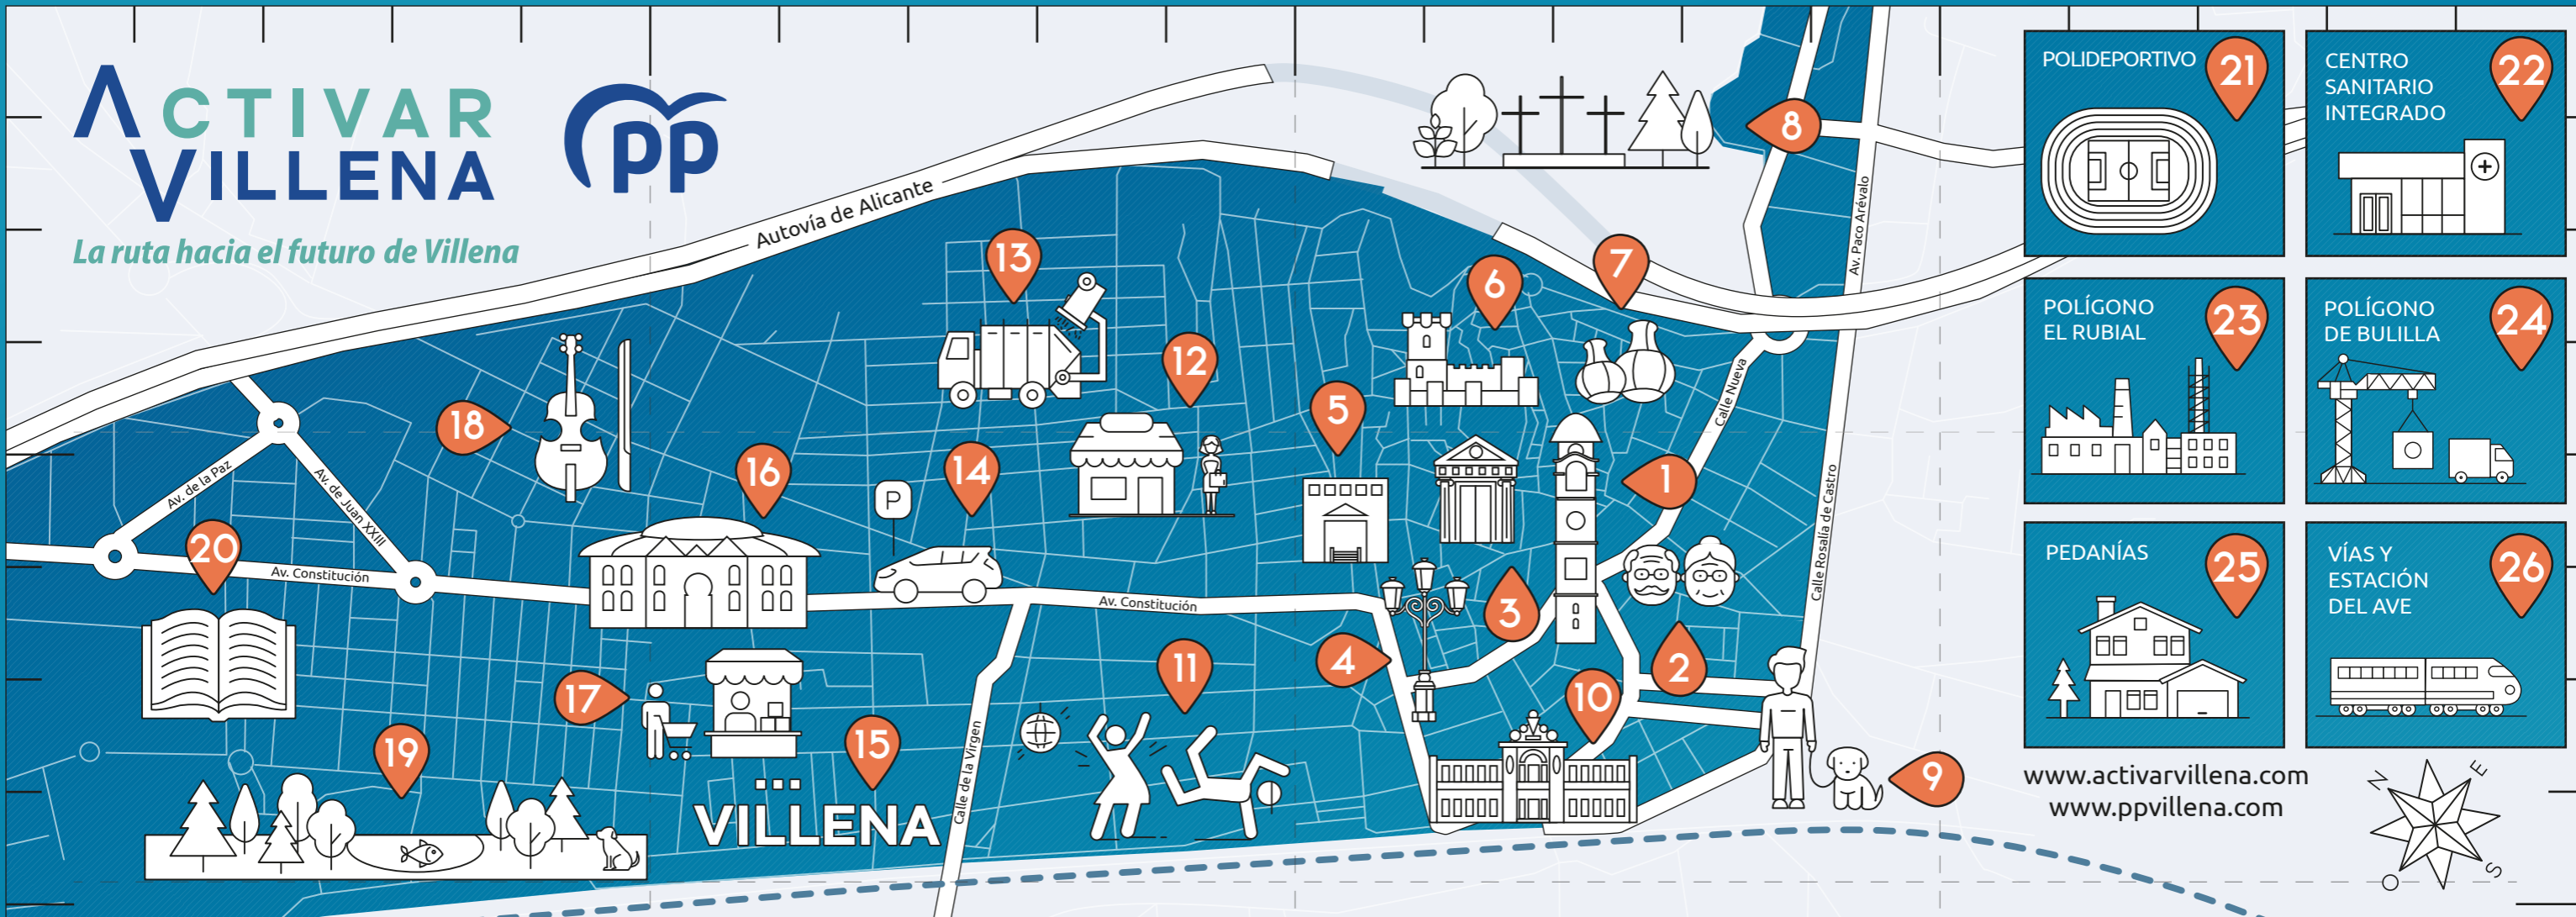 ACTIVAR
VILLENA
La ruta hacia el futuro de Villena
pp
Autovía de Alicante
Av. Paco Arévalo
Calle Nueva
Calle Rosalía de Castro
Av. de la Paz
Av. de Juan XXIII
Av. Constitución
Av. Constitución
Calle de la Virgen
P
VILLENA
1
2
3
4
5
6
7
8
9
10
11
12
13
14
15
16
17
18
19
20
POLIDEPORTIVO
21
CENTRO
SANITARIO
INTEGRADO
22
POLÍGONO
EL RUBIAL
23
POLÍGONO
DE BULILLA
24
PEDANÍAS
25
VÍAS Y
ESTACIÓN
DEL AVE
26
www.activarvillena.com
www.ppvillena.com
N
E
S
O